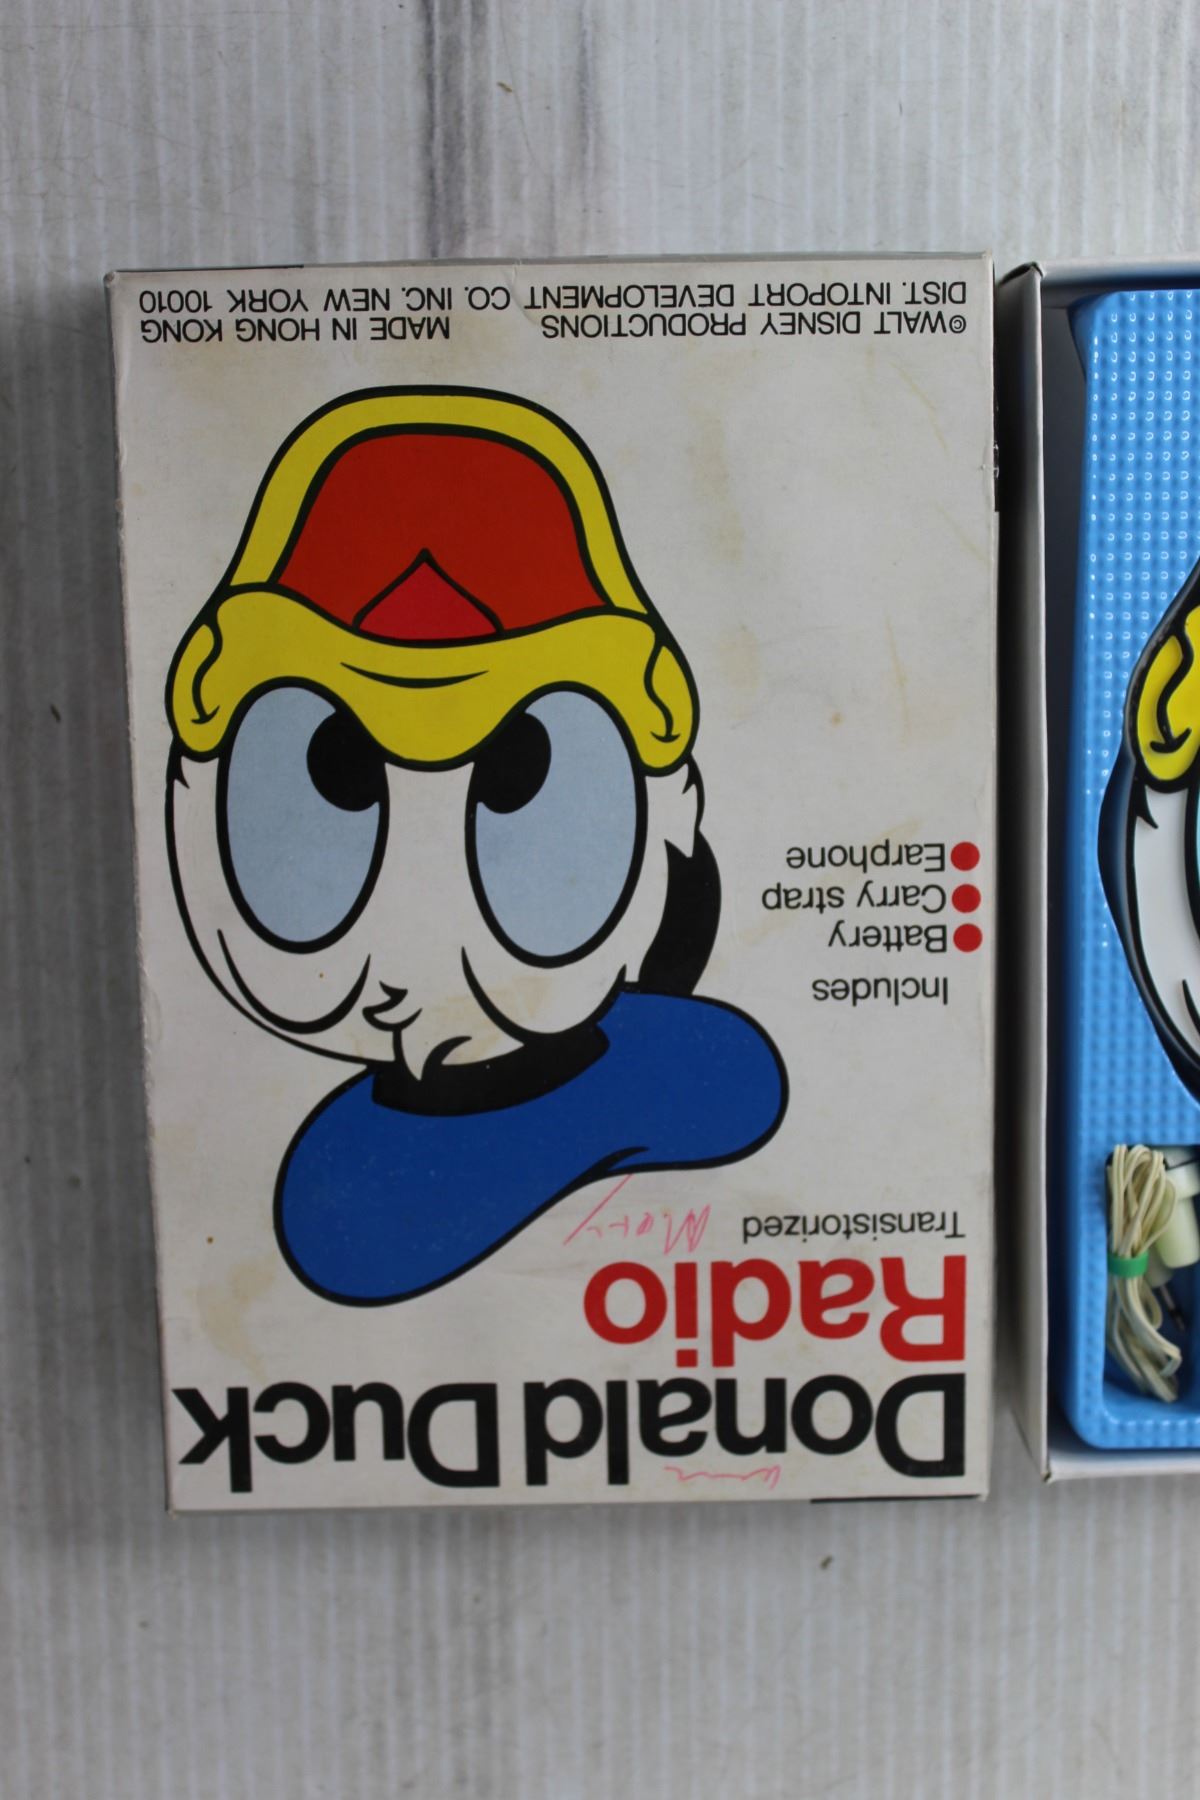 Donald Duck
Radio
Transistorized
Mary
Includes
Battery
Carry strap
Earphone
©WALT DISNEY PRODUCTIONS MADE IN HONG KONG
DIST. INTOPORT DEVELOPMENT CO. INC. NEW YORK 10010